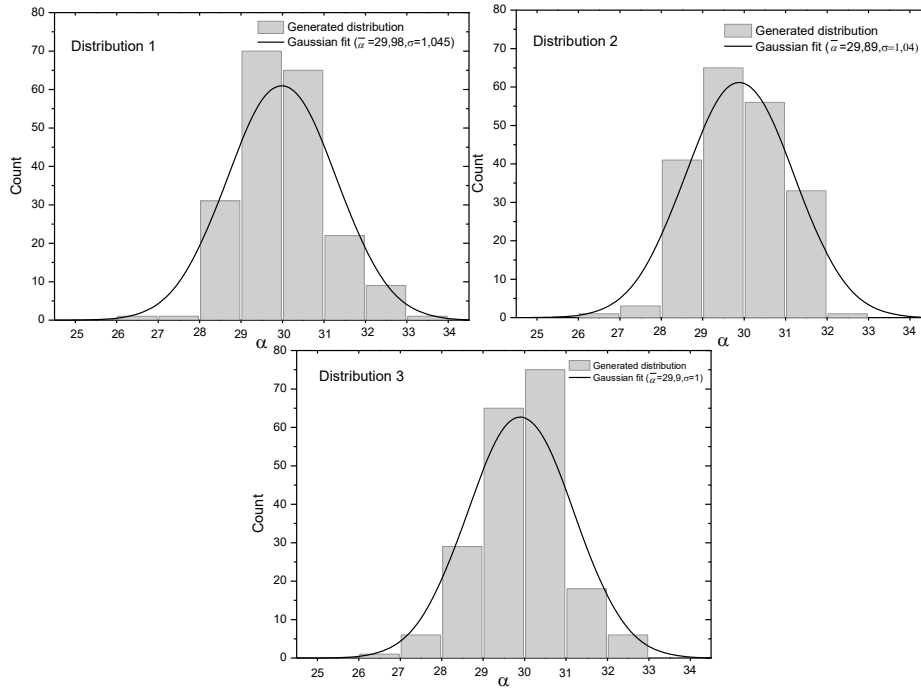 80
70
60
50
40
30
20
10
0
Count
Distribution 1
Generated distribution
Gaussian fit (α̅ =29,98,σ=1,045)
25 26 27 28 29 30 31 32 33 34
α
80
70
60
50
40
30
20
10
0
Count
Distribution 2
Generated distribution
Gaussian fit (α̅ =29,89,σ=1,04)
25 26 27 28 29 30 31 32 33 34
α
80
70
60
50
40
30
20
10
0
Count
Distribution 3
Generated distribution
Gaussian fit (α̅=29,9,σ=1)
25 26 27 28 29 30 31 32 33 34
α